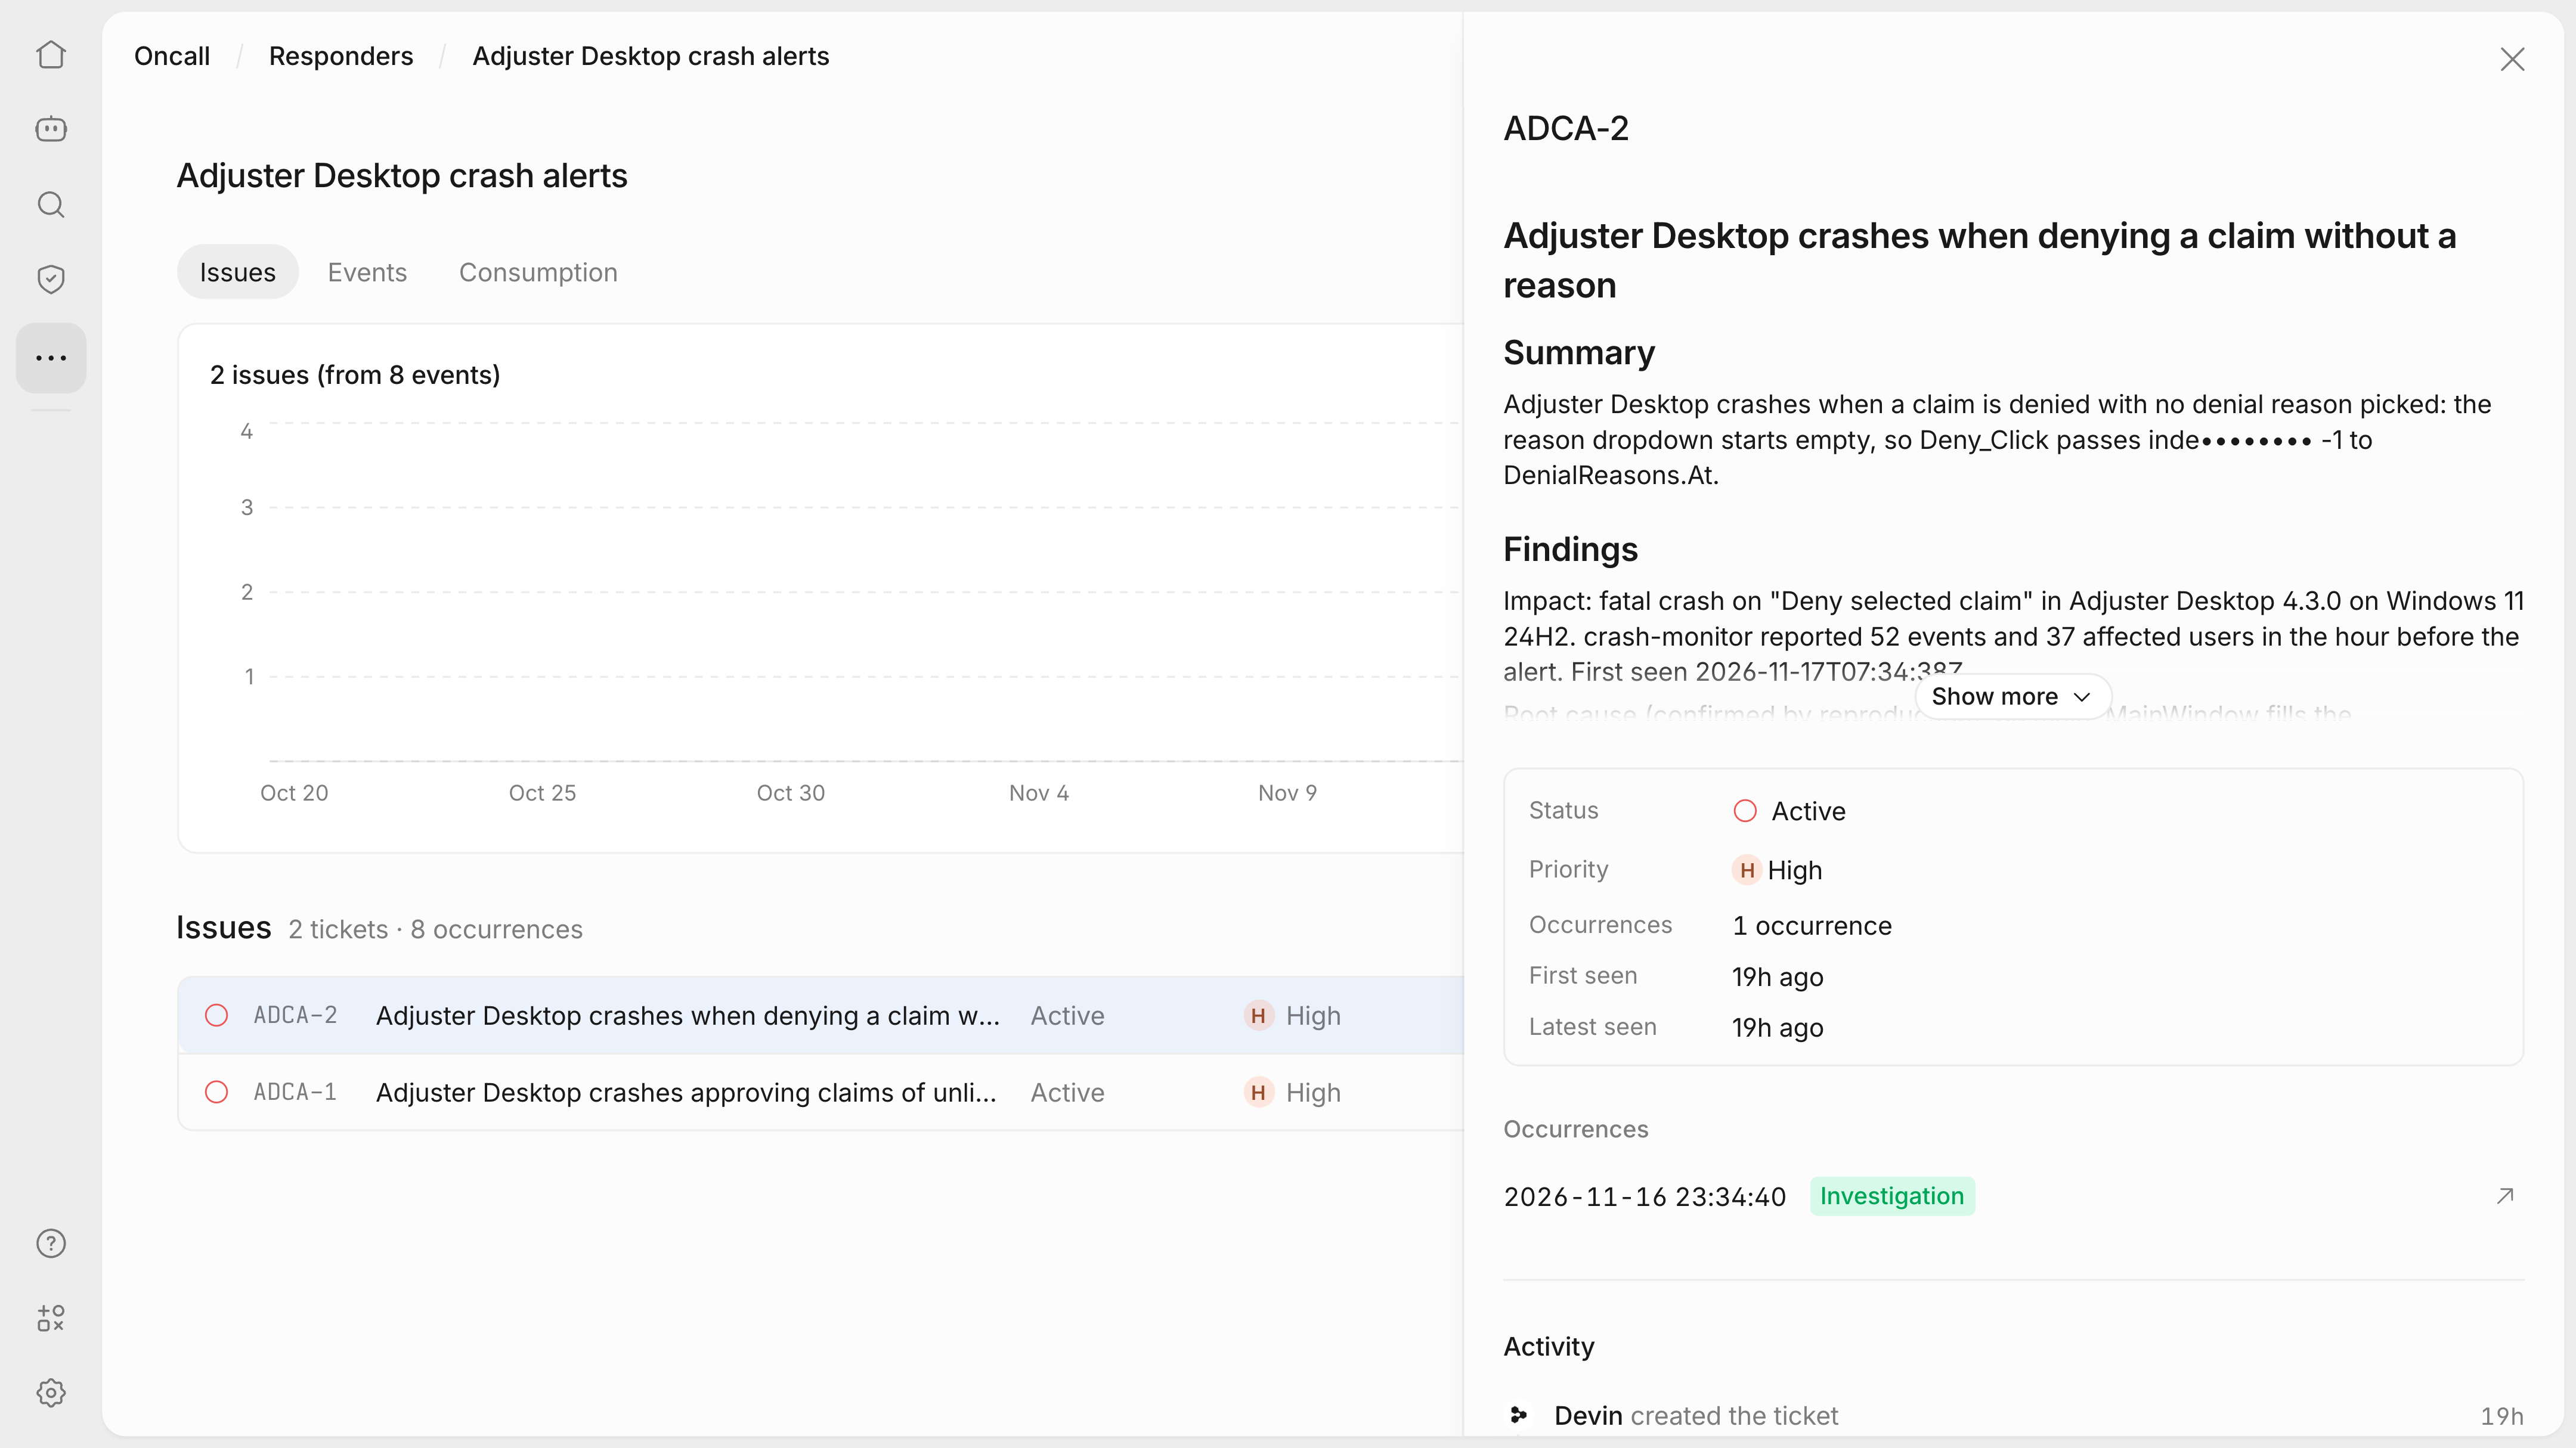 Oncall / Responders / Adjuster Desktop crash alerts
Adjuster Desktop crash alerts
Issues Events Consumption
2 issues (from 8 events)
4
3
2
1
Oct 20 Oct 25 Oct 30 Nov 4 Nov 9
Issues 2 tickets · 8 occurrences
ADCA-2 Adjuster Desktop crashes when denying a claim w... Active H High
ADCA-1 Adjuster Desktop crashes approving claims of unli... Active H High
ADCA-2
Adjuster Desktop crashes when denying a claim without a
reason
Summary
Adjuster Desktop crashes when a claim is denied with no denial reason picked: the
reason dropdown starts empty, so Deny_Click passes inde•••••••• -1 to
DenialReasons.At.
Findings
Impact: fatal crash on "Deny selected claim" in Adjuster Desktop 4.3.0 on Windows 11
24H2. crash-monitor reported 52 events and 37 affected users in the hour before the
alert. First seen 2026-11-17T07:34:38Z
Root cause (confirmed by MainWindow fills the
Show more
Status Active
Priority H High
Occurrences 1 occurrence
First seen 19h ago
Latest seen 19h ago
Occurrences
2026-11-16 23:34:40 Investigation
Activity
Devin created the ticket 19h